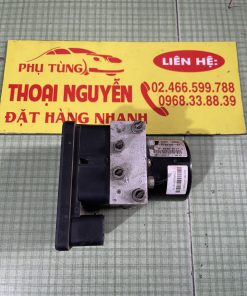 PHỤ TÙNG
THOẠI NGUYỄN
ĐẶT HÀNG NHANH
LIÊN HỆ:
02.466.599.788
0968.33.88.39